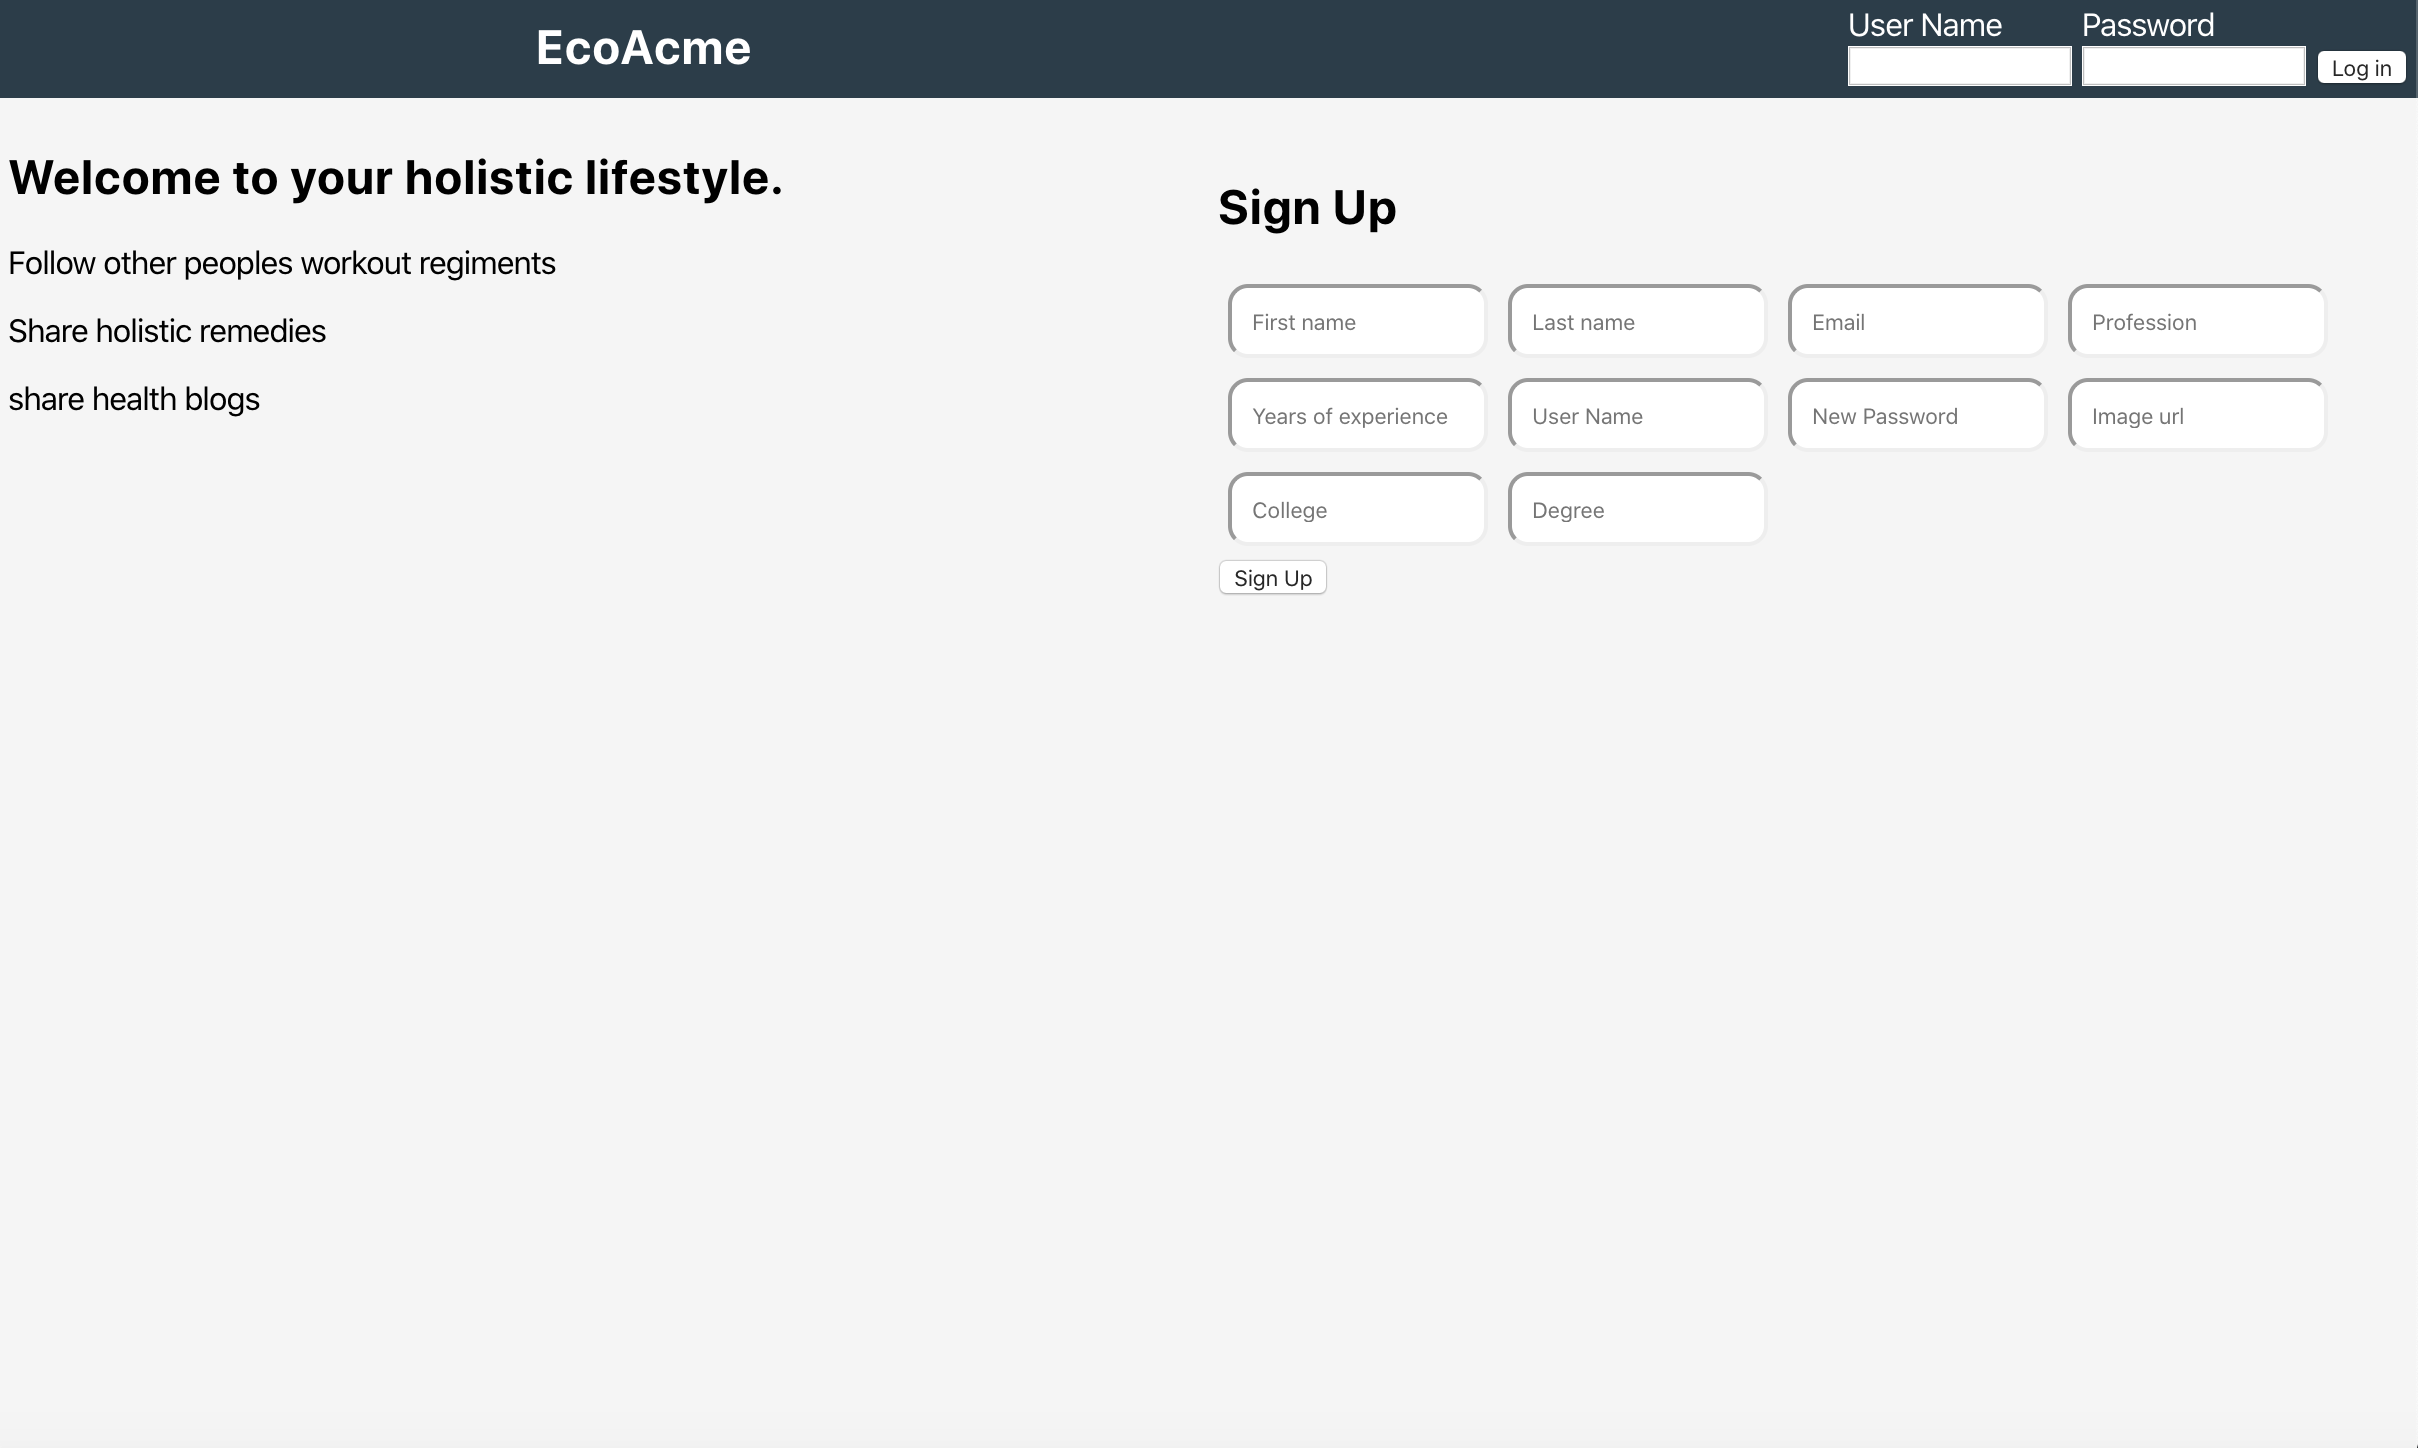 EcoAcme
User Name Password
Log in
Welcome to your holistic lifestyle.
Follow other peoples workout regiments
Share holistic remedies
share health blogs
Sign Up
First name Last name Email Profession
Years of experience User Name New Password Image url
College Degree
Sign Up